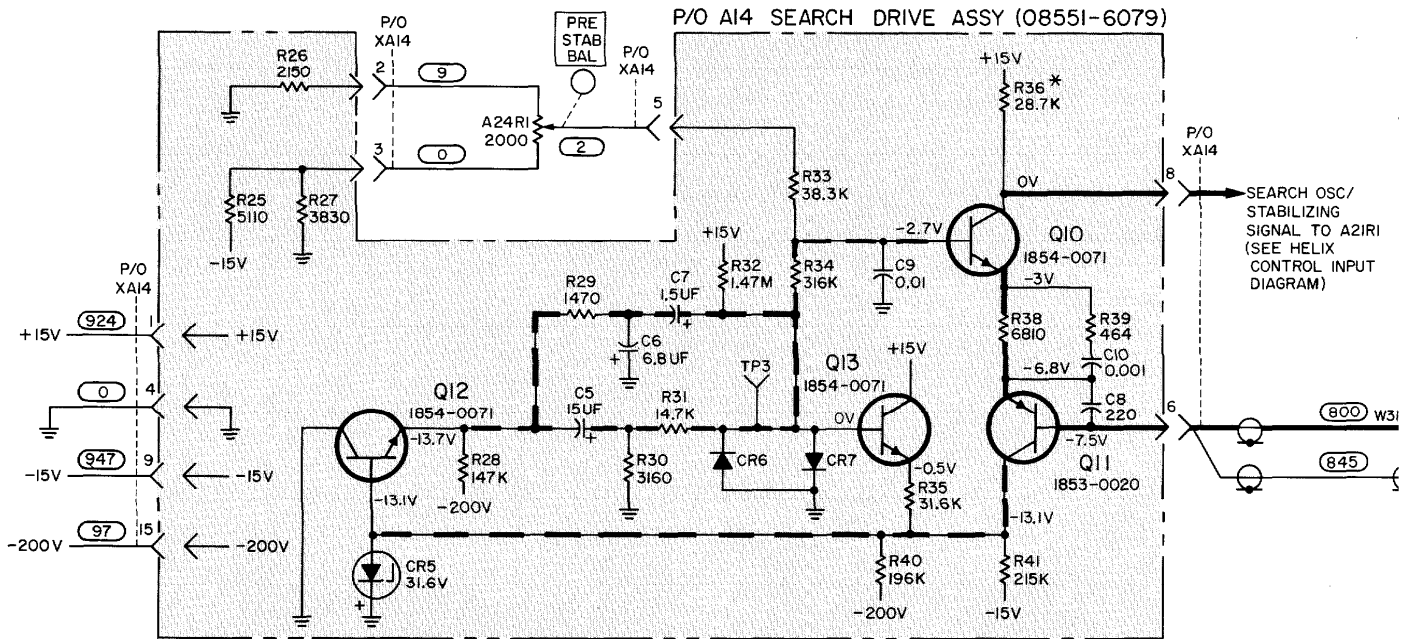 P/O A14 SEARCH DRIVE ASSY (08551-6079)
P/O
XA14
PRE
STAB
BAL
P/O
XA14
R26
2150
2
9
5
A24R1
2000
2
3
0
R25
5110
R27
3830
-15V
+15V
R36*
28.7K
P/O
XA14
8
0V
SEARCH OSC/
STABILIZING
SIGNAL TO A21R1
(SEE HELIX
CONTROL INPUT
DIAGRAM)
R33
38.3K
-2.7V
Q10
1854-0071
-3V
+15V
R32
1.47M
R34
316K
C9
0.01
R29
1470
C7
1.5UF
+
C6
6.8UF
+
R38
6810
R39
464
C10
0.001
-6.8V
C8
220
6
800
W31
845
-7.5V
Q11
1853-0020
-13.1V
P/O
XA14
+15V
924
1
+15V
0
4
-15V
947
9
-15V
-200V
97
15
-200V
Q12
1854-0071
-13.7V
-13.1V
R28
147K
-200V
C5
15UF
+
R31
14.7K
R30
3160
TP3
CR6
CR7
Q13
1854-0071
+15V
0V
-0.5V
R35
31.6K
CR5
31.6V
+
R40
196K
-200V
R41
215K
-15V